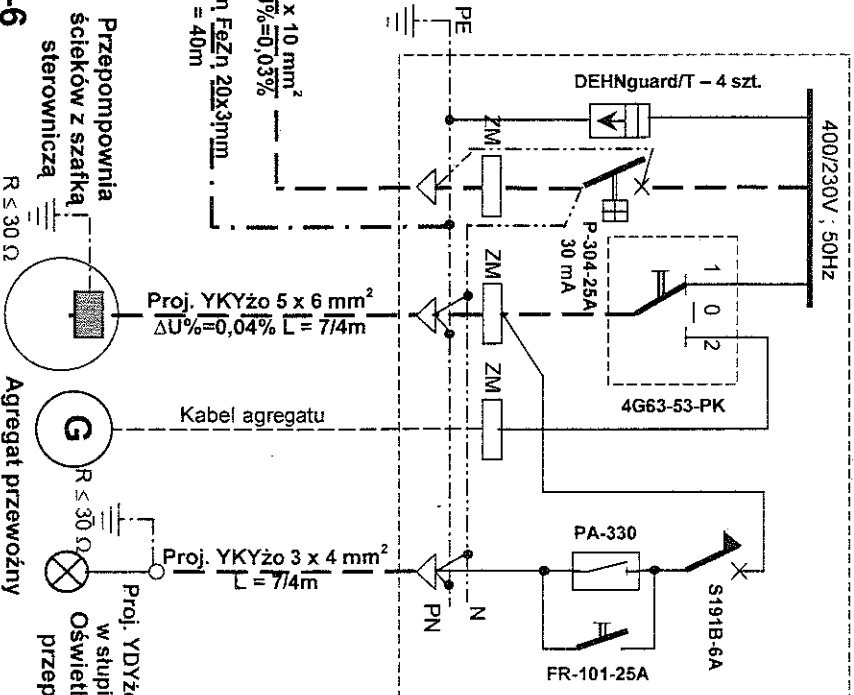 DEHNguard/T – 4 szt.
400/230V ; 50Hz
PE
x 10 mm²
%=0,03%
FeZn 20x3mm
= 40m
ZM
P-304-25A
30 mA
1 0 2
4G63-53-PK
ZM
ZM
PA-330
S191B-6A
FR-101-25A
N
PN
Proj. YKYżo 5 x 6 mm²
ΔU%=0,04% L = 7/4m
Kabel agregatu
Proj. YKYżo 3 x 4 mm²
L = 7/4m
-6
Przepompownia
ścieków z szafką
sterowniczą
R ≤ 30 Ω
G
Agregat przewoźny
R ≤ 30 Ω
Proj. YDYżo
w słupi
Oświetl
przep